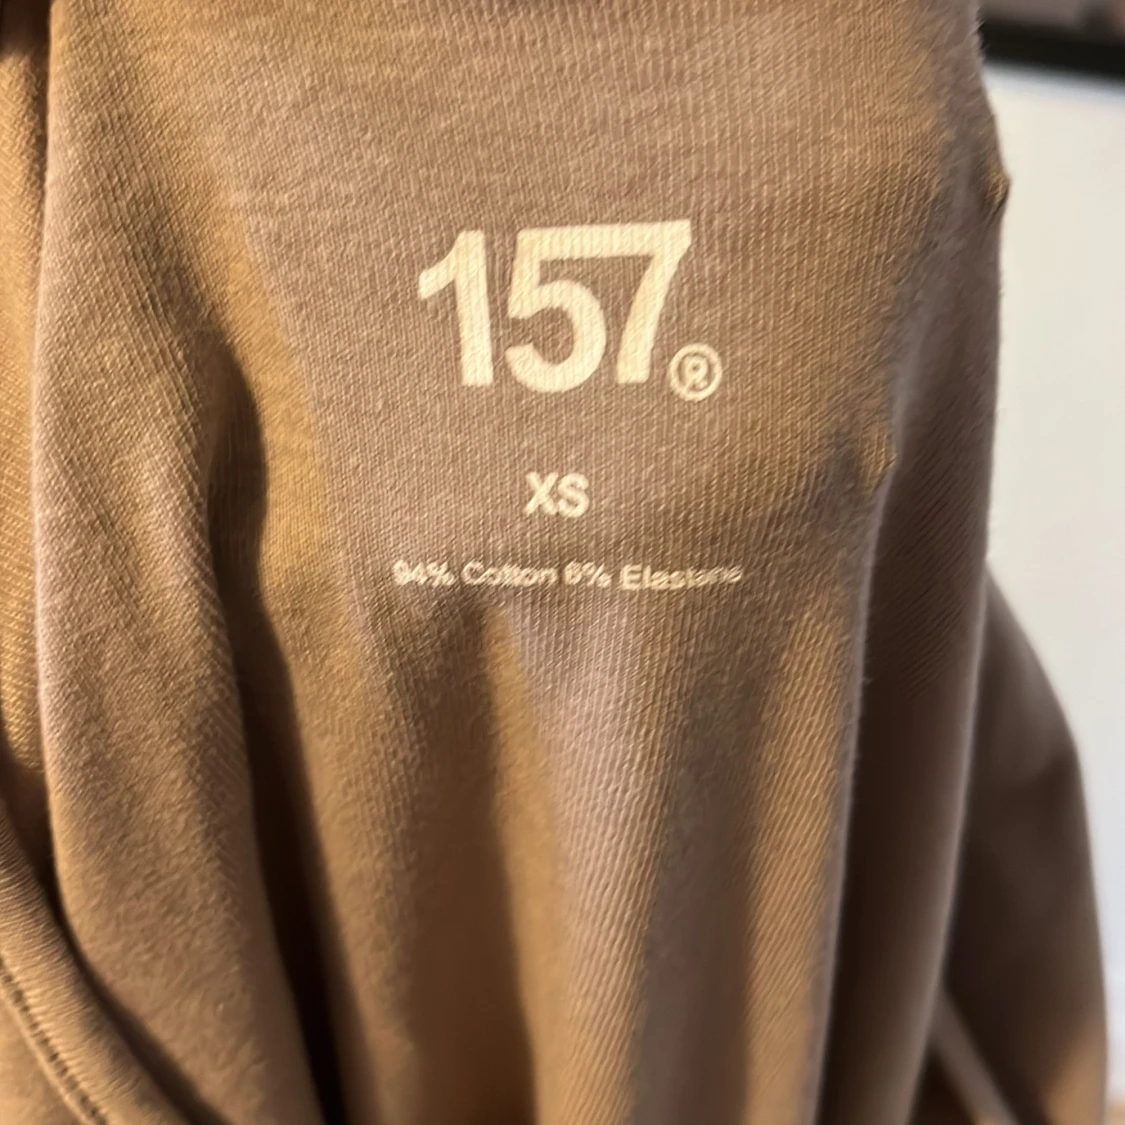 157®
XS
94% Cotton 6% Elastane